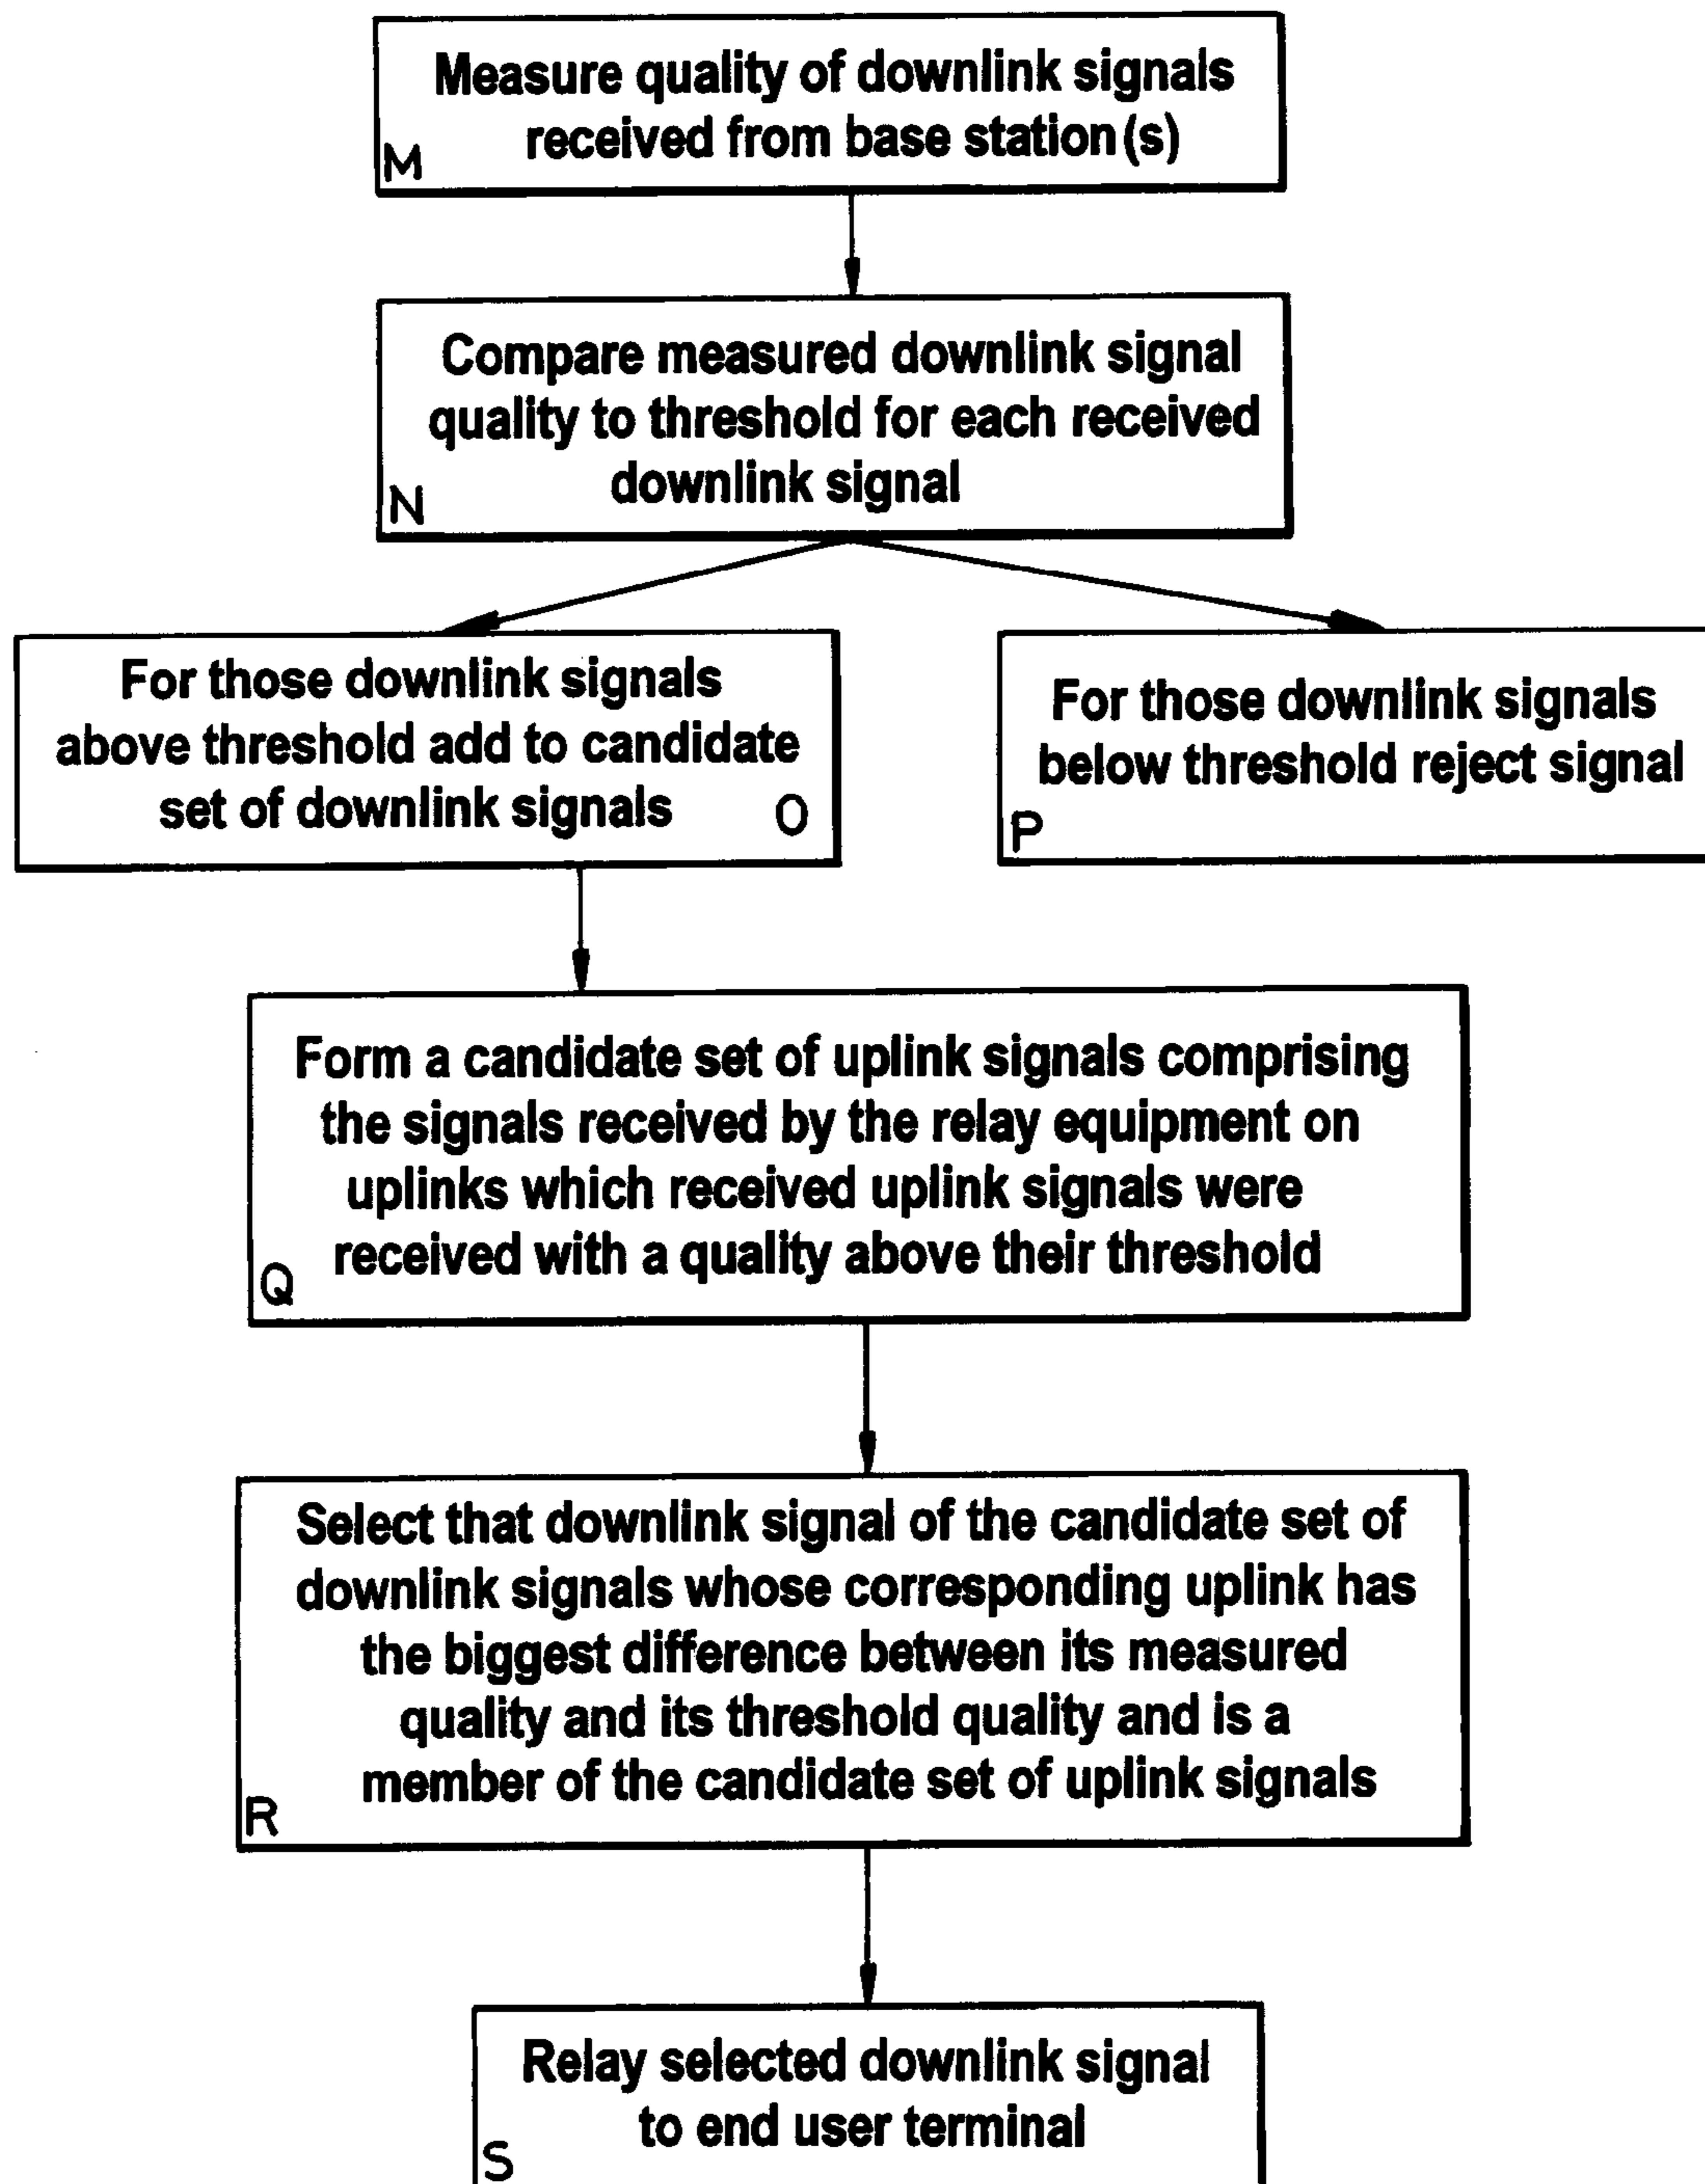 Measure quality of downlink signals
received from base station(s)
M
Compare measured downlink signal
quality to threshold for each received
downlink signal
N
For those downlink signals
above threshold add to candidate
set of downlink signals
O
For those downlink signals
below threshold reject signal
P
Form a candidate set of uplink signals comprising
the signals received by the relay equipment on
uplinks which received uplink signals were
received with a quality above their threshold
Q
Select that downlink signal of the candidate set of
downlink signals whose corresponding uplink has
the biggest difference between its measured
quality and its threshold quality and is a
member of the candidate set of uplink signals
R
Relay selected downlink signal
to end user terminal
S